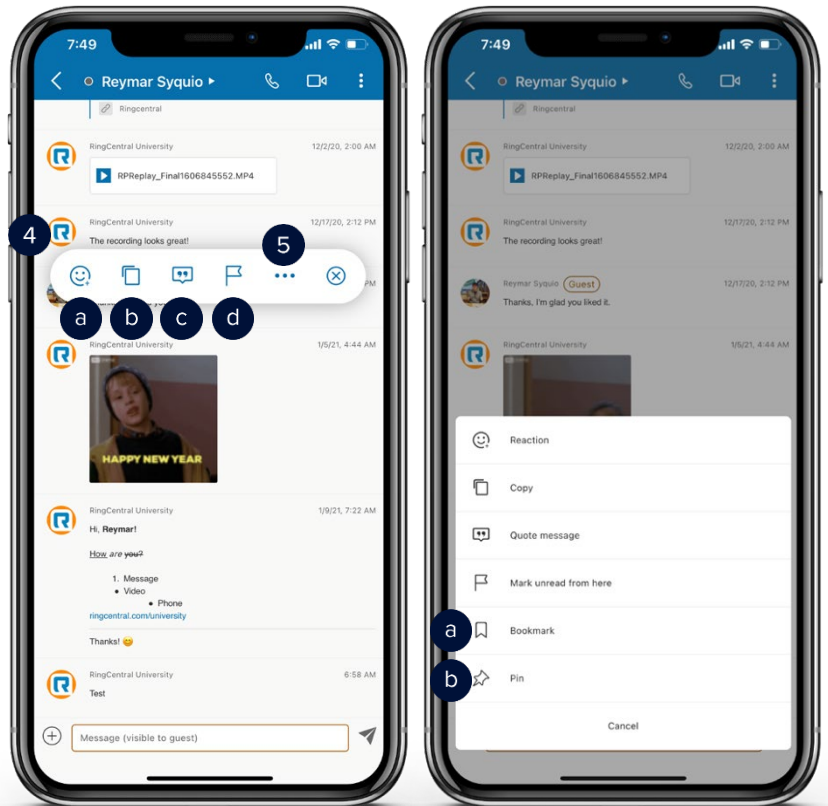 7:49
Reymar Syquio
Ringcentral
RingCentral University 12/2/20, 2:00 AM
RPReplay_Final1606845552.MP4
4
RingCentral University 12/17/20, 2:12 PM
The recording looks great!
5
PM
a b c d
RingCentral University 1/5/21, 4:44 AM
HAPPY NEW YEAR
RingCentral University 1/9/21, 7:22 AM
Hi, Reymar!
How are you?
1. Message
• Video
• Phone
ringcentral.com/university
Thanks! 😊
RingCentral University 6:58 AM
Test
Message (visible to guest)
7:49
Reymar Syquio
Ringcentral
RingCentral University 12/2/20, 2:00 AM
RPReplay_Final1606845552.MP4
RingCentral University 12/17/20, 2:12 PM
The recording looks great!
Reymar Syquio Guest 12/17/20, 2:12 PM
Thanks, I'm glad you liked it.
RingCentral University 1/5/21, 4:44 AM
Reaction
Copy
Quote message
Mark unread from here
a Bookmark
b Pin
Cancel